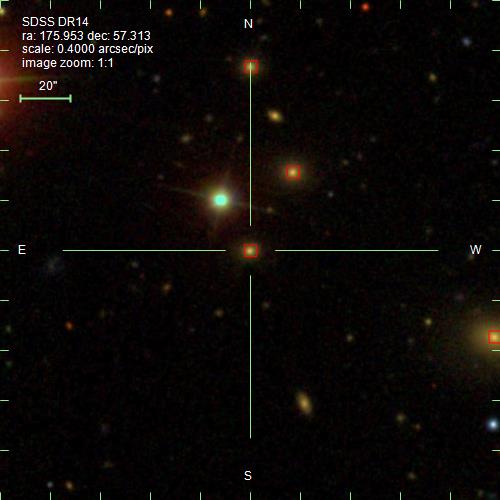 SDSS DR14
ra: 175.953 dec: 57.313
scale: 0.4000 arcsec/pix
image zoom: 1:1
20"
N
E
W
S